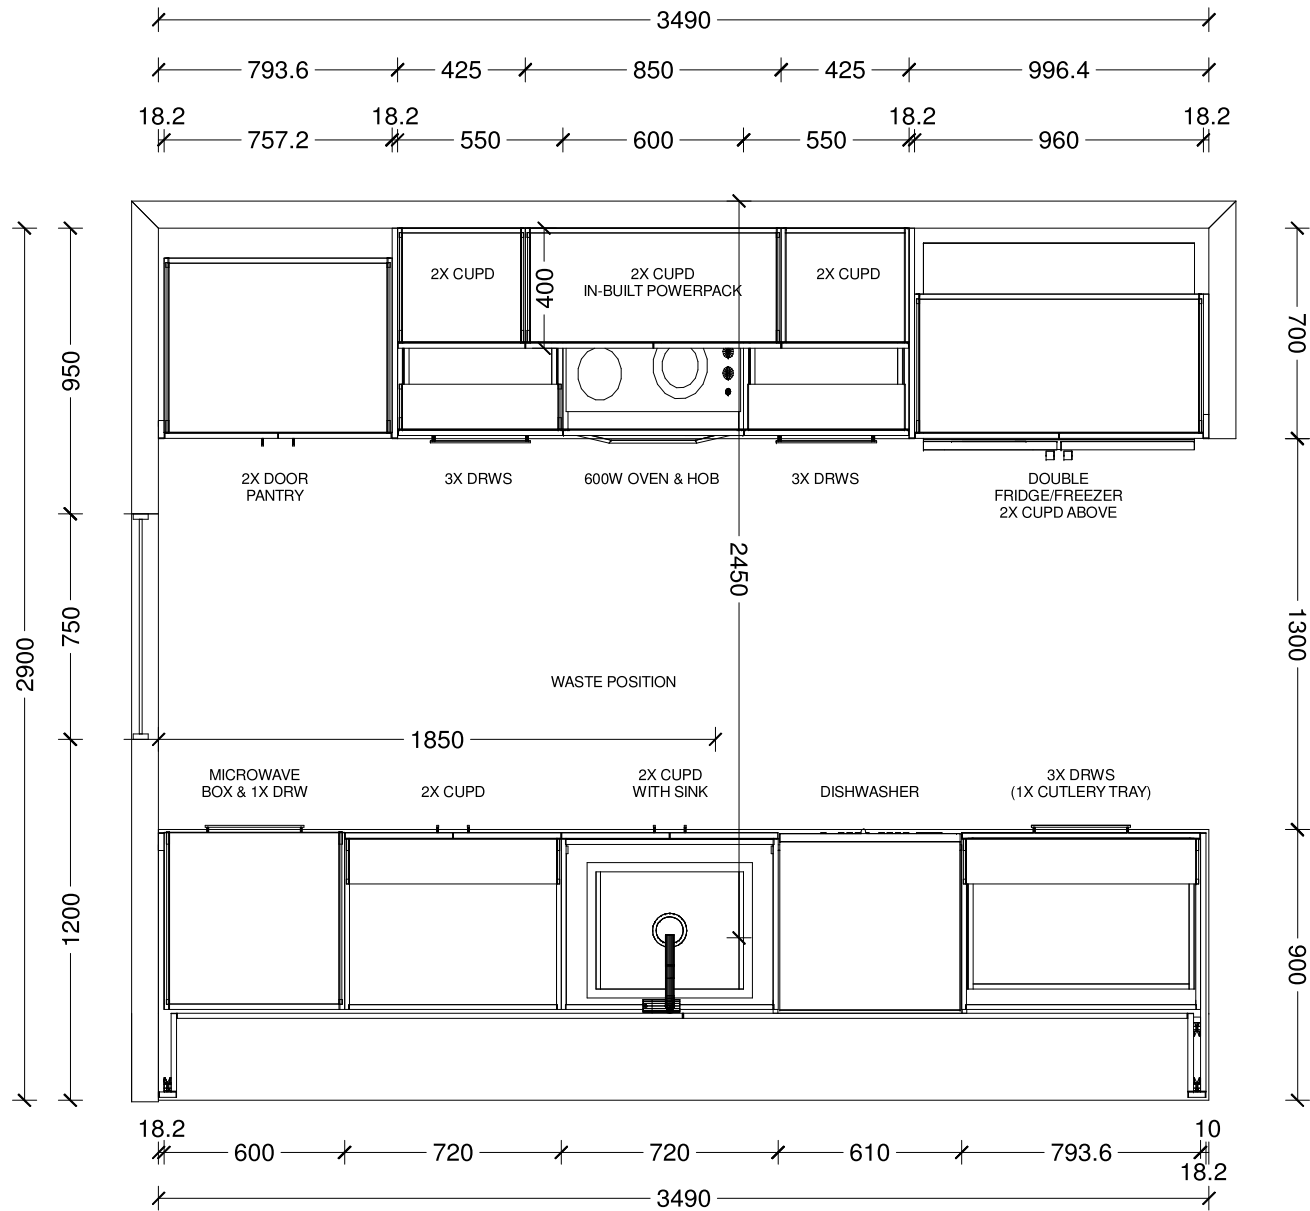 3490
793.6 425 850 425 996.4
18.2 18.2 18.2 18.2
757.2 550 600 550 960
2X CUPD
400
2X CUPD
IN-BUILT POWERPACK
2X CUPD
950
700
2X DOOR
PANTRY
3X DRWS
600W OVEN & HOB
3X DRWS
DOUBLE
FRIDGE/FREEZER
2X CUPD ABOVE
2450
2900
750
1300
WASTE POSITION
1850
MICROWAVE
BOX & 1X DRW
2X CUPD
2X CUPD
WITH SINK
DISHWASHER
3X DRWS
(1X CUTLERY TRAY)
1200
900
18.2 10
600 720 720 610 793.6
18.2
3490